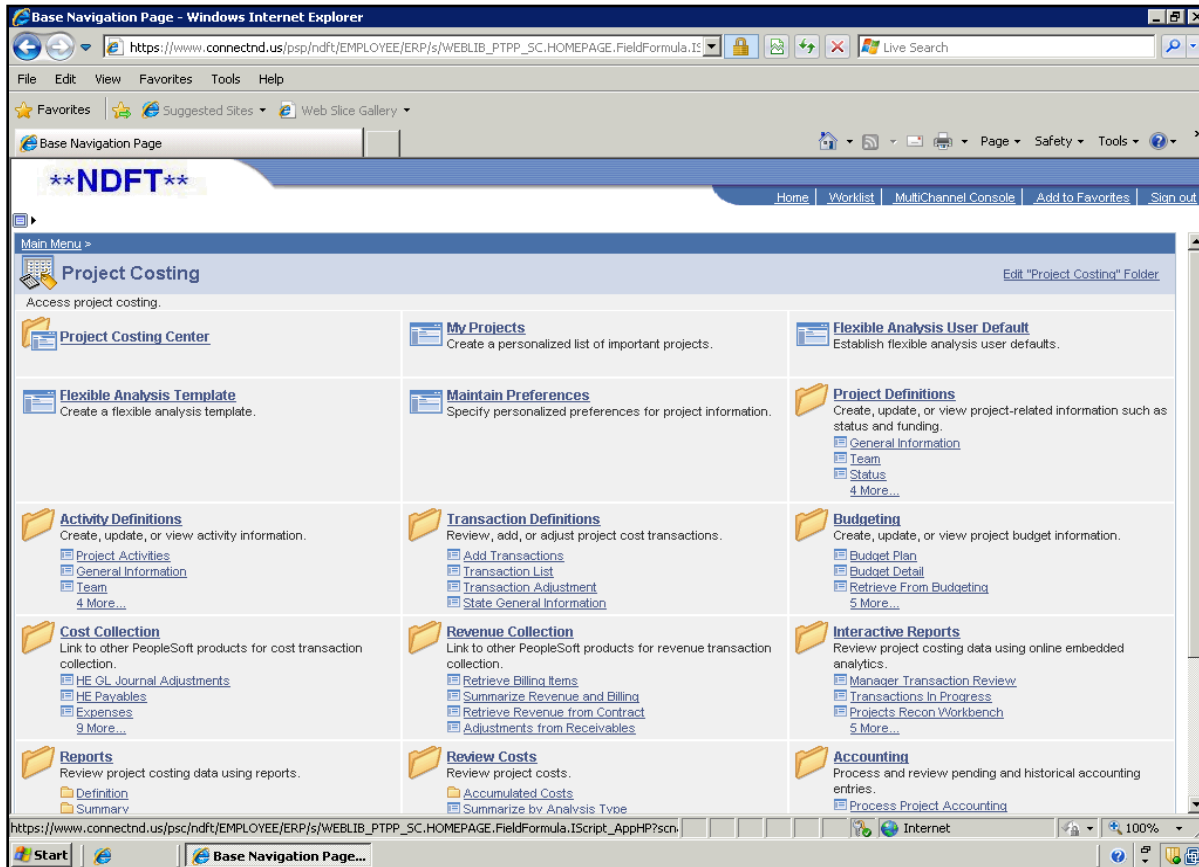 Base Navigation Page - Windows Internet Explorer
https://www.connectnd.us/psp/ndft/EMPLOYEE/ERP/s/WEBLIB_PTPP_SC.HOMEPAGE.FieldFormula.IS
Live Search
File Edit View Favorites Tools Help
Favorites Suggested Sites Web Slice Gallery
Base Navigation Page
Page Safety Tools
**NDFT**
Home Worklist MultiChannel Console Add to Favorites Sign out
Main Menu >
Project Costing
Edit "Project Costing" Folder
Access project costing.
Project Costing Center
My Projects
Create a personalized list of important projects.
Flexible Analysis User Default
Establish flexible analysis user defaults.
Flexible Analysis Template
Create a flexible analysis template.
Maintain Preferences
Specify personalized preferences for project information.
Project Definitions
Create, update, or view project-related information such as
status and funding.
General Information
Team
Status
4 More...
Activity Definitions
Create, update, or view activity information.
Project Activities
General Information
Team
4 More...
Transaction Definitions
Review, add, or adjust project cost transactions.
Add Transactions
Transaction List
Transaction Adjustment
State General Information
Budgeting
Create, update, or view project budget information.
Budget Plan
Budget Detail
Retrieve From Budgeting
5 More...
Cost Collection
Link to other PeopleSoft products for cost transaction
collection.
HE GL Journal Adjustments
HE Payables
Expenses
9 More...
Revenue Collection
Link to other PeopleSoft products for revenue transaction
collection.
Retrieve Billing Items
Summarize Revenue and Billing
Retrieve Revenue from Contract
Adjustments from Receivables
Interactive Reports
Review project costing data using online embedded
analytics.
Manager Transaction Review
Transactions In Progress
Projects Recon Workbench
5 More...
Reports
Review project costing data using reports.
Definition
Summary
Review Costs
Review project costs.
Accumulated Costs
Summarize by Analysis Type
Accounting
Process and review pending and historical accounting
entries.
Process Project Accounting
https://www.connectnd.us/psc/ndft/EMPLOYEE/ERP/s/WEBLIB_PTPP_SC.HOMEPAGE.FieldFormula.IScript_AppHP?scn
Internet
100%
Start
Base Navigation Page...